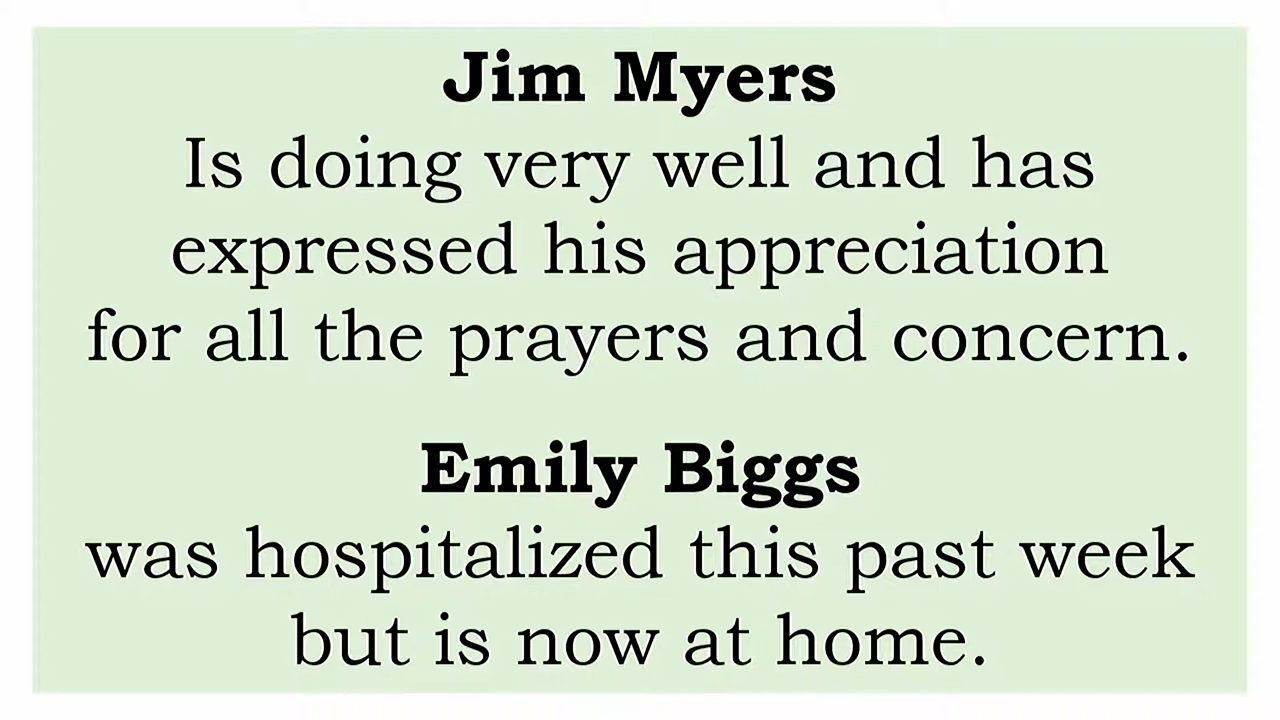 Jim Myers
Is doing very well and has
expressed his appreciation
for all the prayers and concern.
Emily Biggs
was hospitalized this past week
but is now at home.